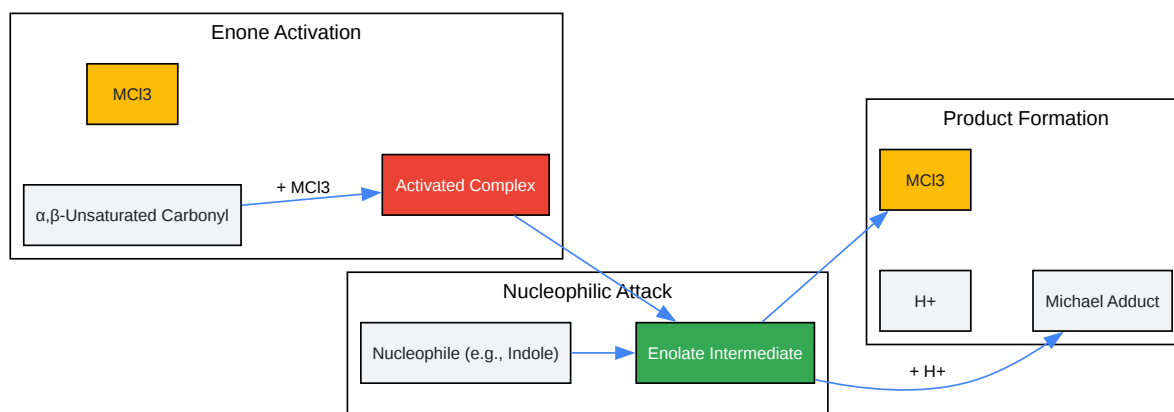 Enone Activation
MCl3
α,β-Unsaturated Carbonyl
+ MCl3
Activated Complex
Nucleophilic Attack
Nucleophile (e.g., Indole)
Enolate Intermediate
Product Formation
MCl3
H+
Michael Adduct
+ H+